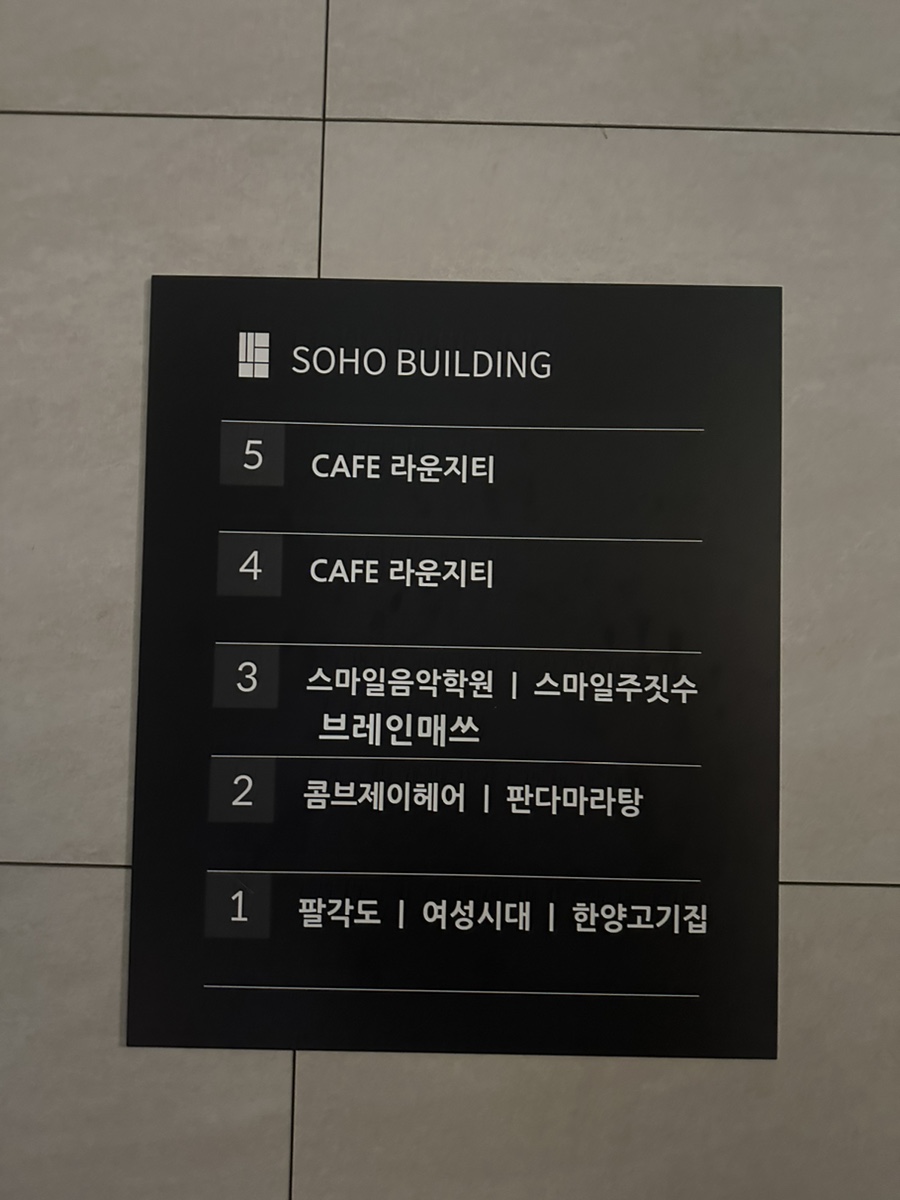 SOHO BUILDING
5 CAFE 라운지티
4 CAFE 라운지티
3 스마일음악학원 | 스마일주짓수
브레인매쓰
2 콤브제이헤어 | 판다마라탕
1 팔각도 | 여성시대 | 한양고기집